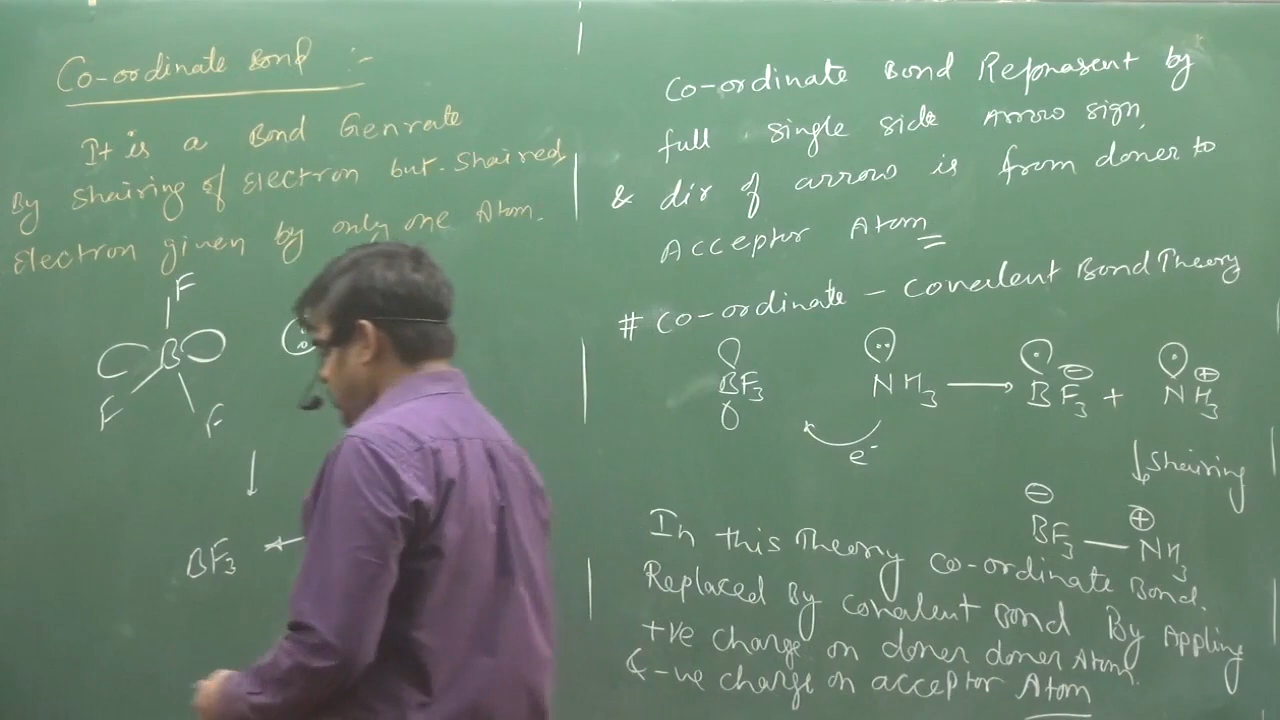 Co-ordinate Bond :-
It is a Bond Genrate
By Shairing of Electron but Shaired
Electron given by only one Atom.
F
B
F
F
BF3 ←
Co-ordinate Bond Reprasent by
full single side Arrow sign,
& dir of arrow is from doner to
Acceptor Atom
# Co-ordinate - Covalent Bond Theory
BF3 NH3 ⟶ BF3⊖ + NH3⊕
e-
↓ Shairing
⊖ ⊕
BF3 — NH3
In this Theory co-ordinate Bond.
Replaced By Covalent Bond By Appling
+ve charge on doner doner Atom.
& -ve charge on acceptor Atom